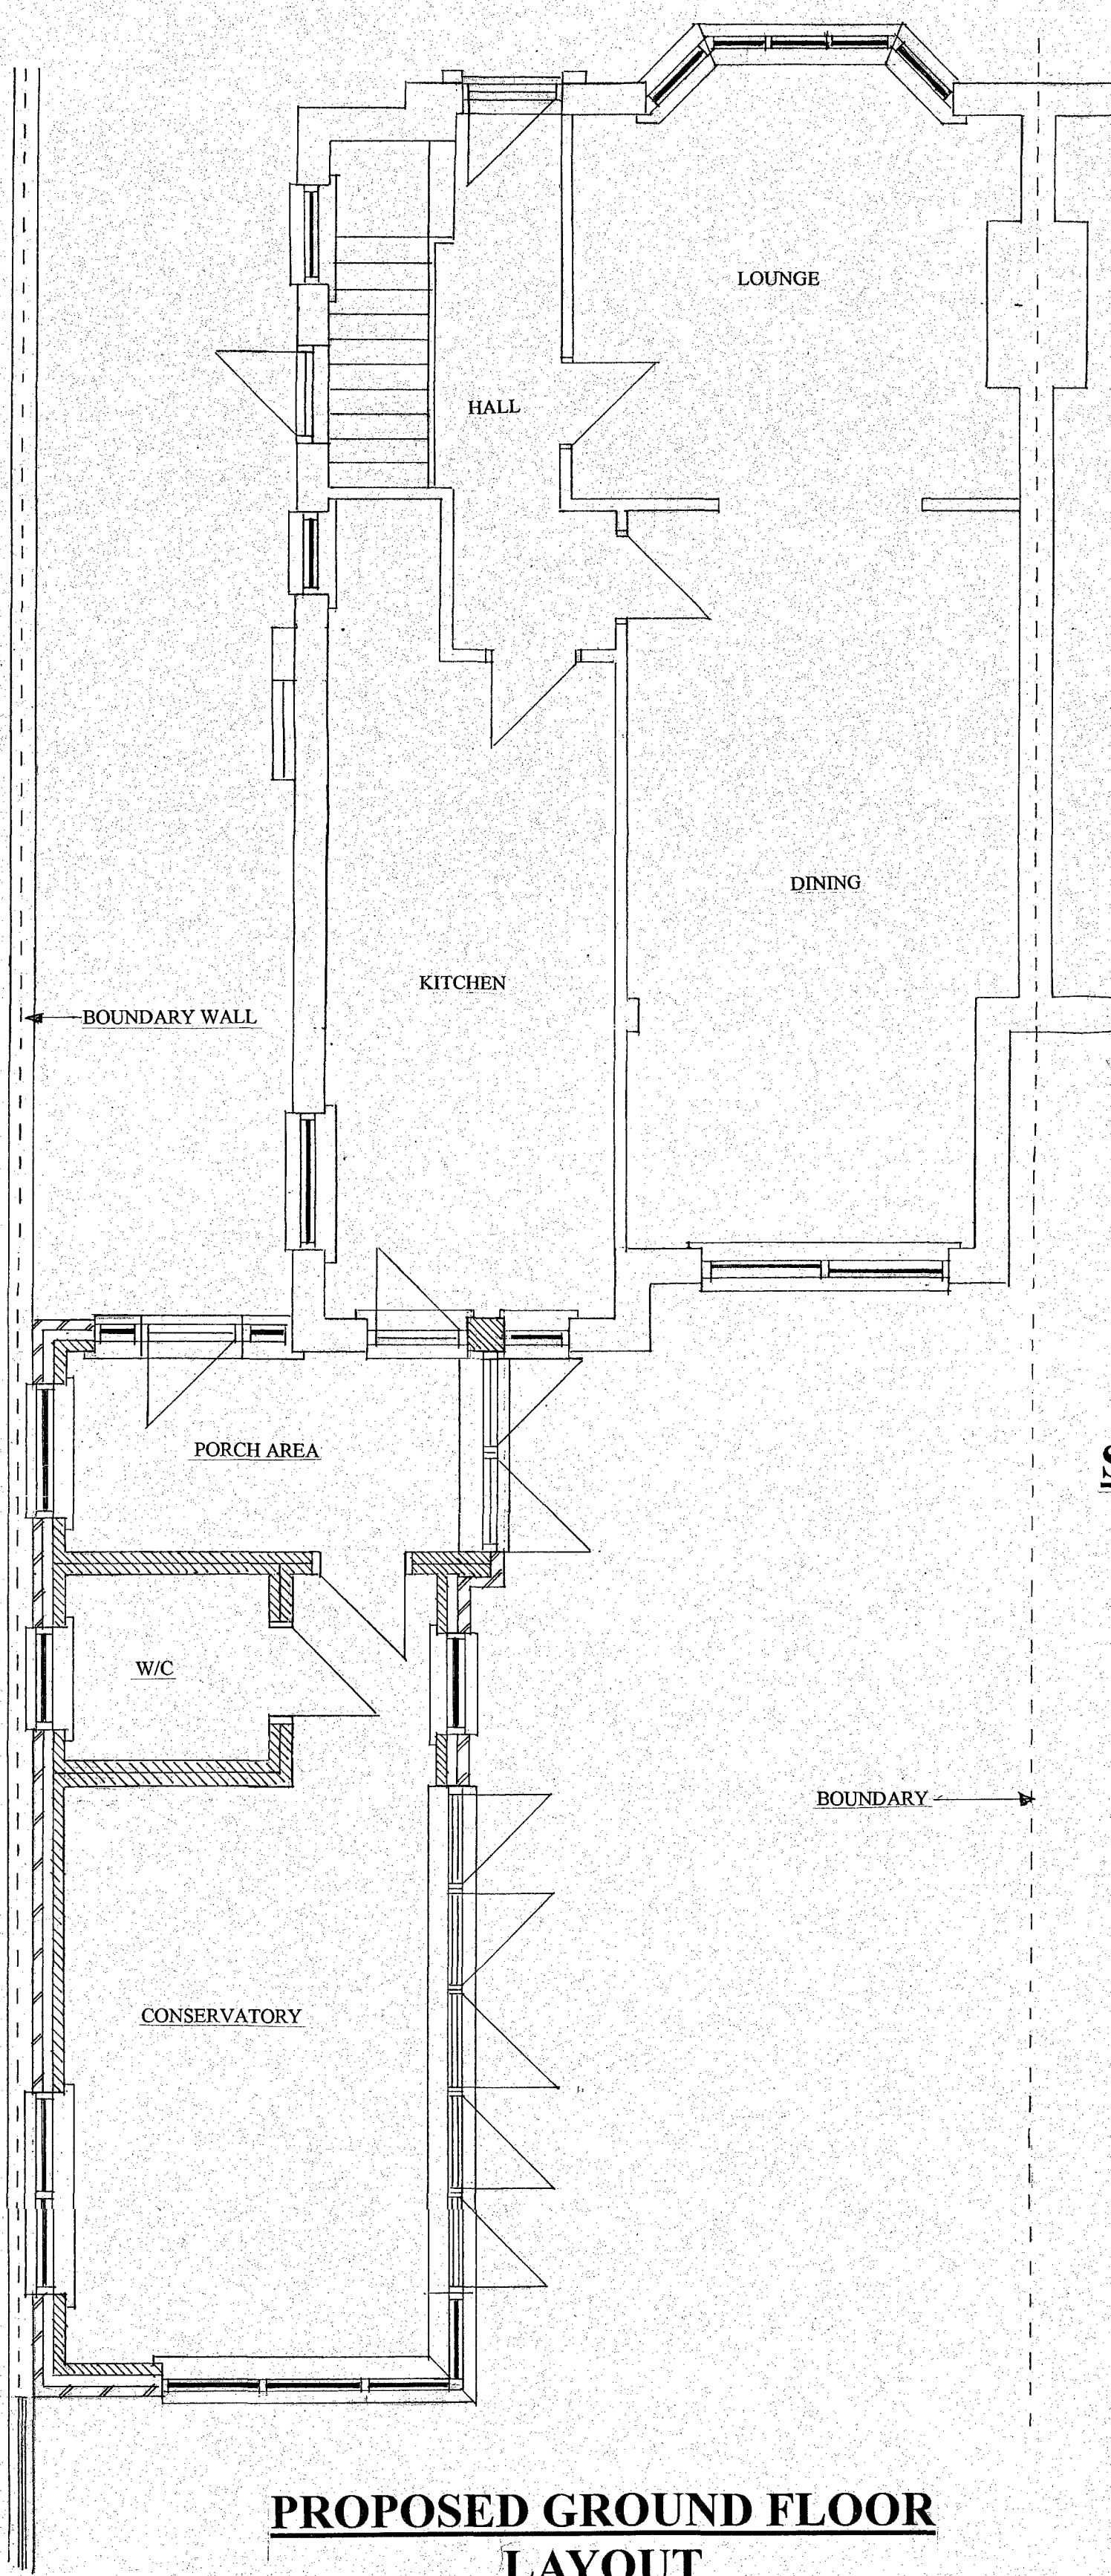 LOUNGE
HALL
DINING
KITCHEN
BOUNDARY WALL
PORCH AREA
W/C
BOUNDARY
CONSERVATORY
PROPOSED GROUND FLOOR
LAYOUT